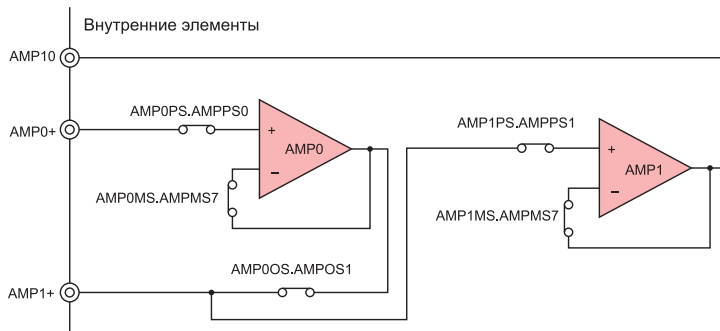 Внутренние элементы
AMP10
AMP0PS.AMPPS0
AMP1PS.AMPPS1
AMP0+
+
AMP0
–
+
AMP1
–
AMP0MS.AMPMS7
AMP1MS.AMPMS7
AMP0OS.AMPOS1
AMP1+